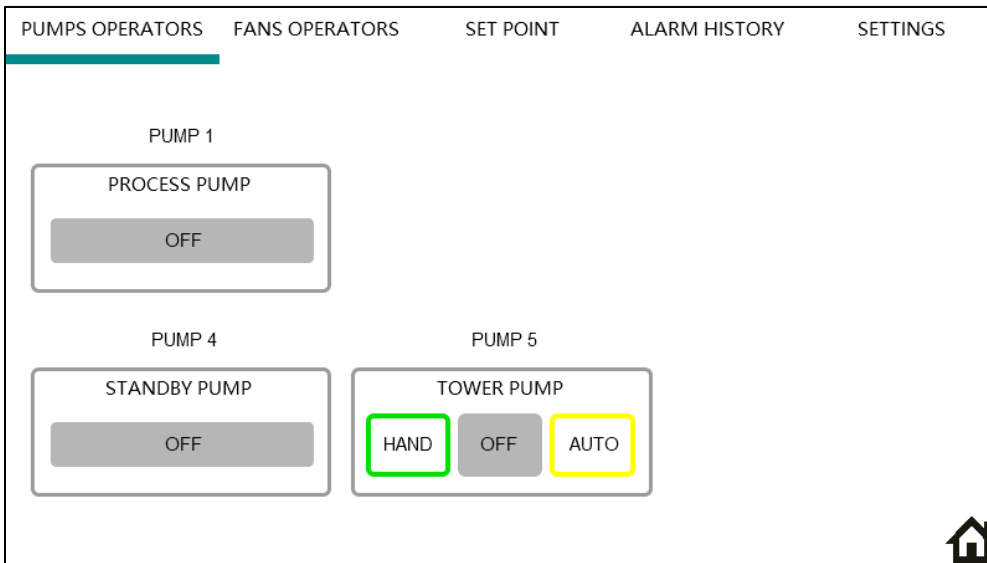 PUMPS OPERATORS FANS OPERATORS SET POINT ALARM HISTORY SETTINGS
PUMP 1
PROCESS PUMP
OFF
PUMP 4
STANDBY PUMP
OFF
PUMP 5
TOWER PUMP
HAND OFF AUTO